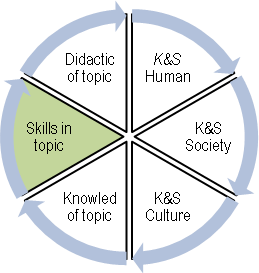 Didactic
of topic
K&S
Human
Skills in
topic
K&S
Society
Knowled
of topic
K&S
Culture